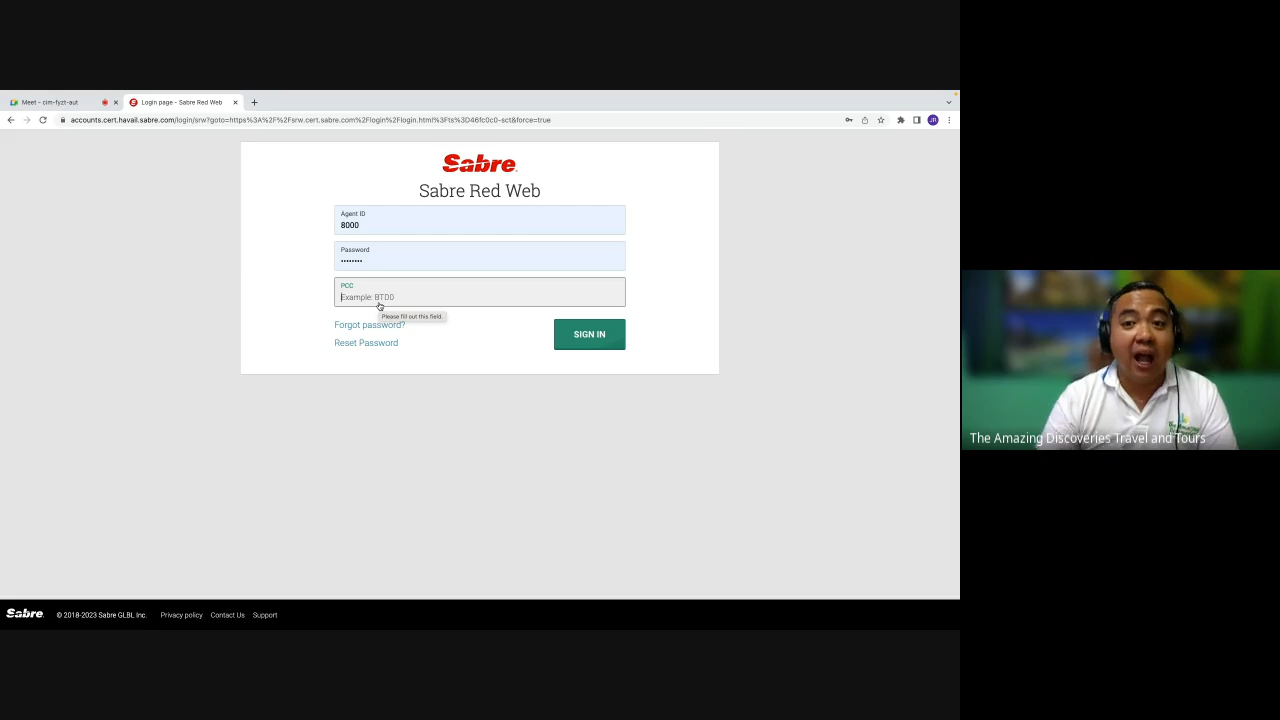 Meet - cim-fyzt-aut
Login page - Sabre Red Web
accounts.cert.havail.sabre.com/login/srw?goto=https%3A%2F%2Fsrw.cert.sabre.com%2Flogin%2Flogin.html%3Fts%3D46fc0c0-sct&force=true
JR
Sabre
Sabre Red Web
Agent ID
8000
Password
••••••••
PCC
Example: BTD0
Please fill out this field.
Forgot password?
SIGN IN
Reset Password
The Amazing Discoveries Travel and Tours
Sabre © 2018-2023 Sabre GLBL Inc. Privacy policy Contact Us Support